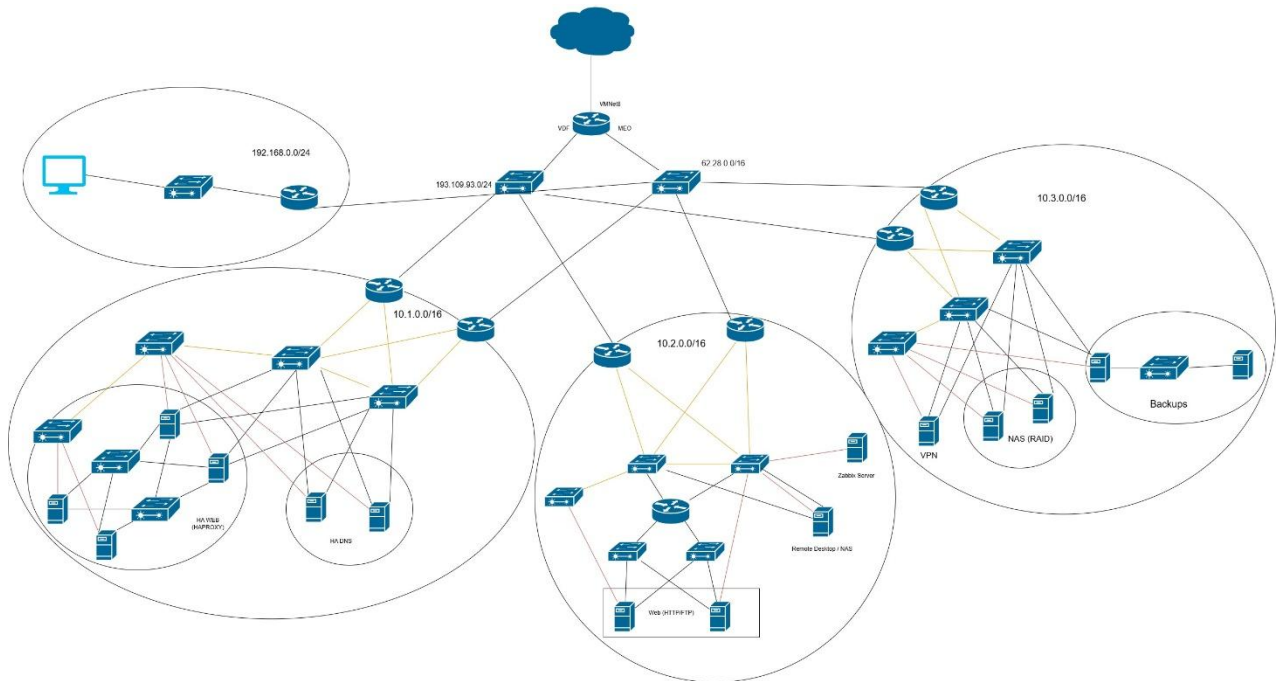 VMNet8
VDF
MEO
192.168.0.0/24
193.109.93.0/24
62.28.0.0/16
10.3.0.0/16
10.1.0.0/16
10.2.0.0/16
Backups
NAS (RAID)
VPN
Zabbix Server
HA WEB
(HAPROXY)
HA DNS
Remote Desktop / NAS
Web (HTTP/FTP)